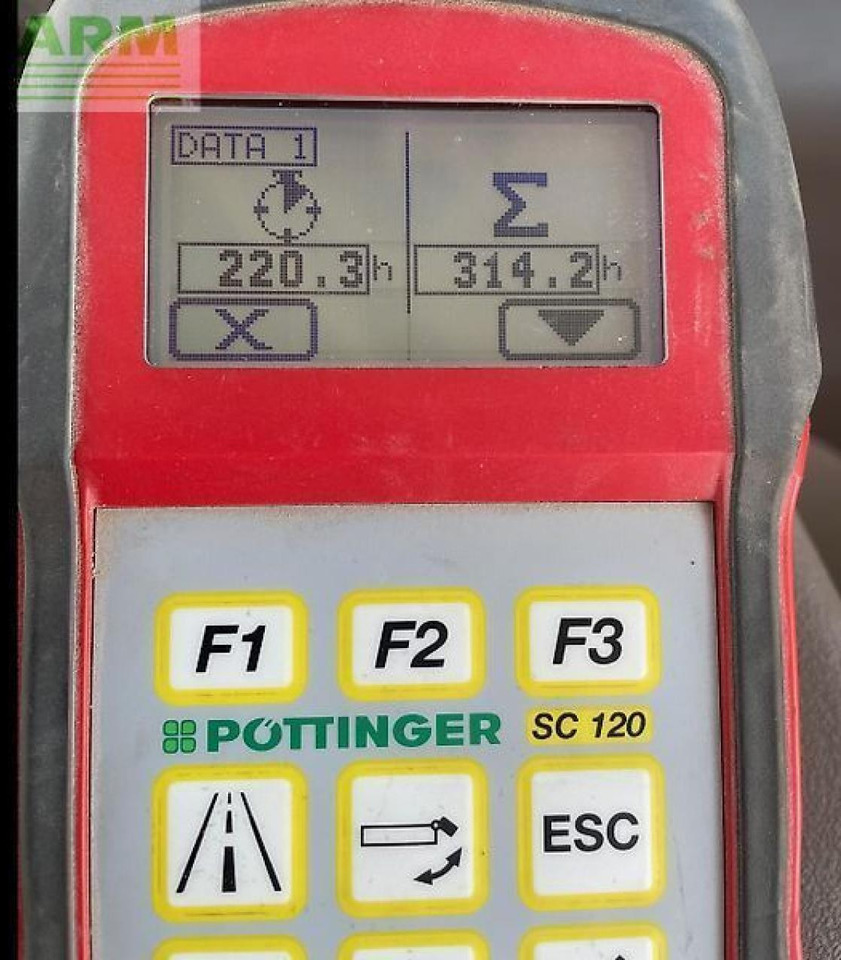 ARM
DATA 1
Σ
220.3h 314.2h
X
F1 F2 F3
PÖTTINGER SC 120
ESC